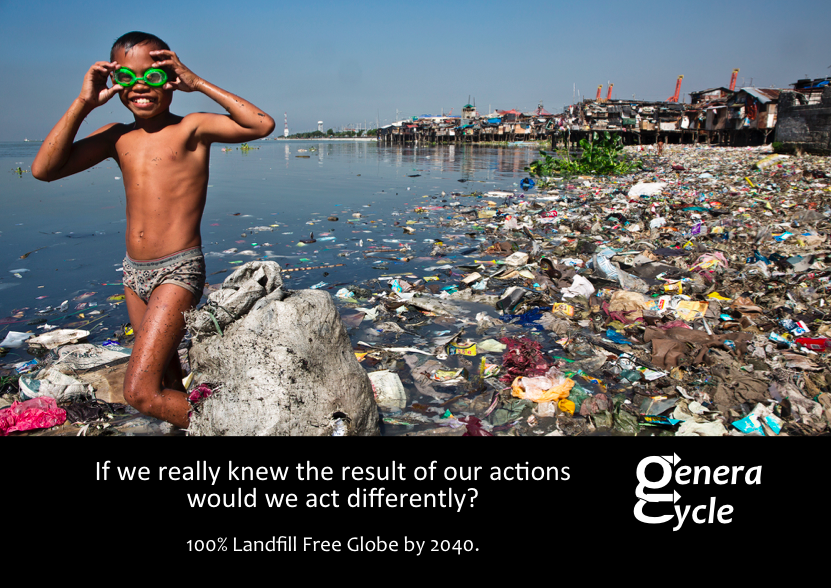 If we really knew the result of our actions
would we act differently?
100% Landfill Free Globe by 2040.
genera
cycle